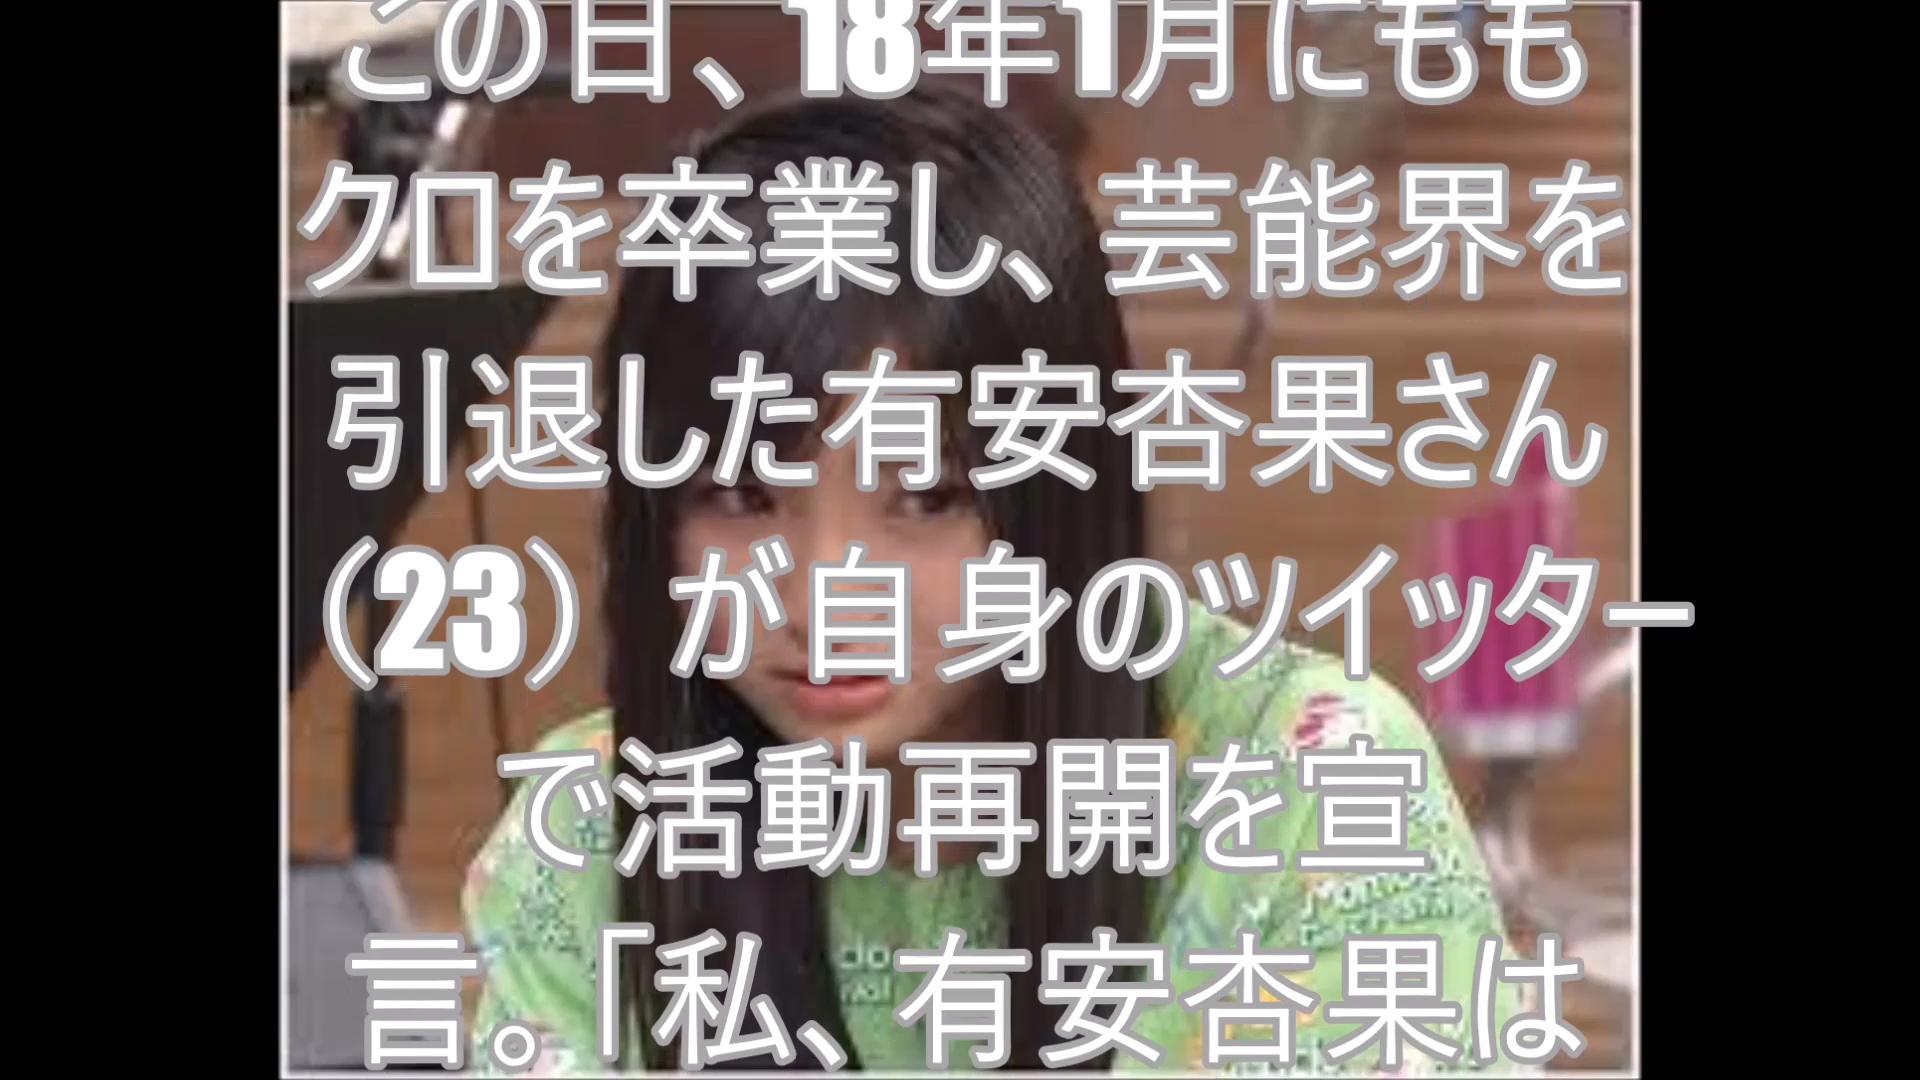 この日、18年1月にもも
クロを卒業し、芸能界を
引退した有安杏果さん
（23）が自身のツイッター
で活動再開を宣
言。「私、有安杏果は